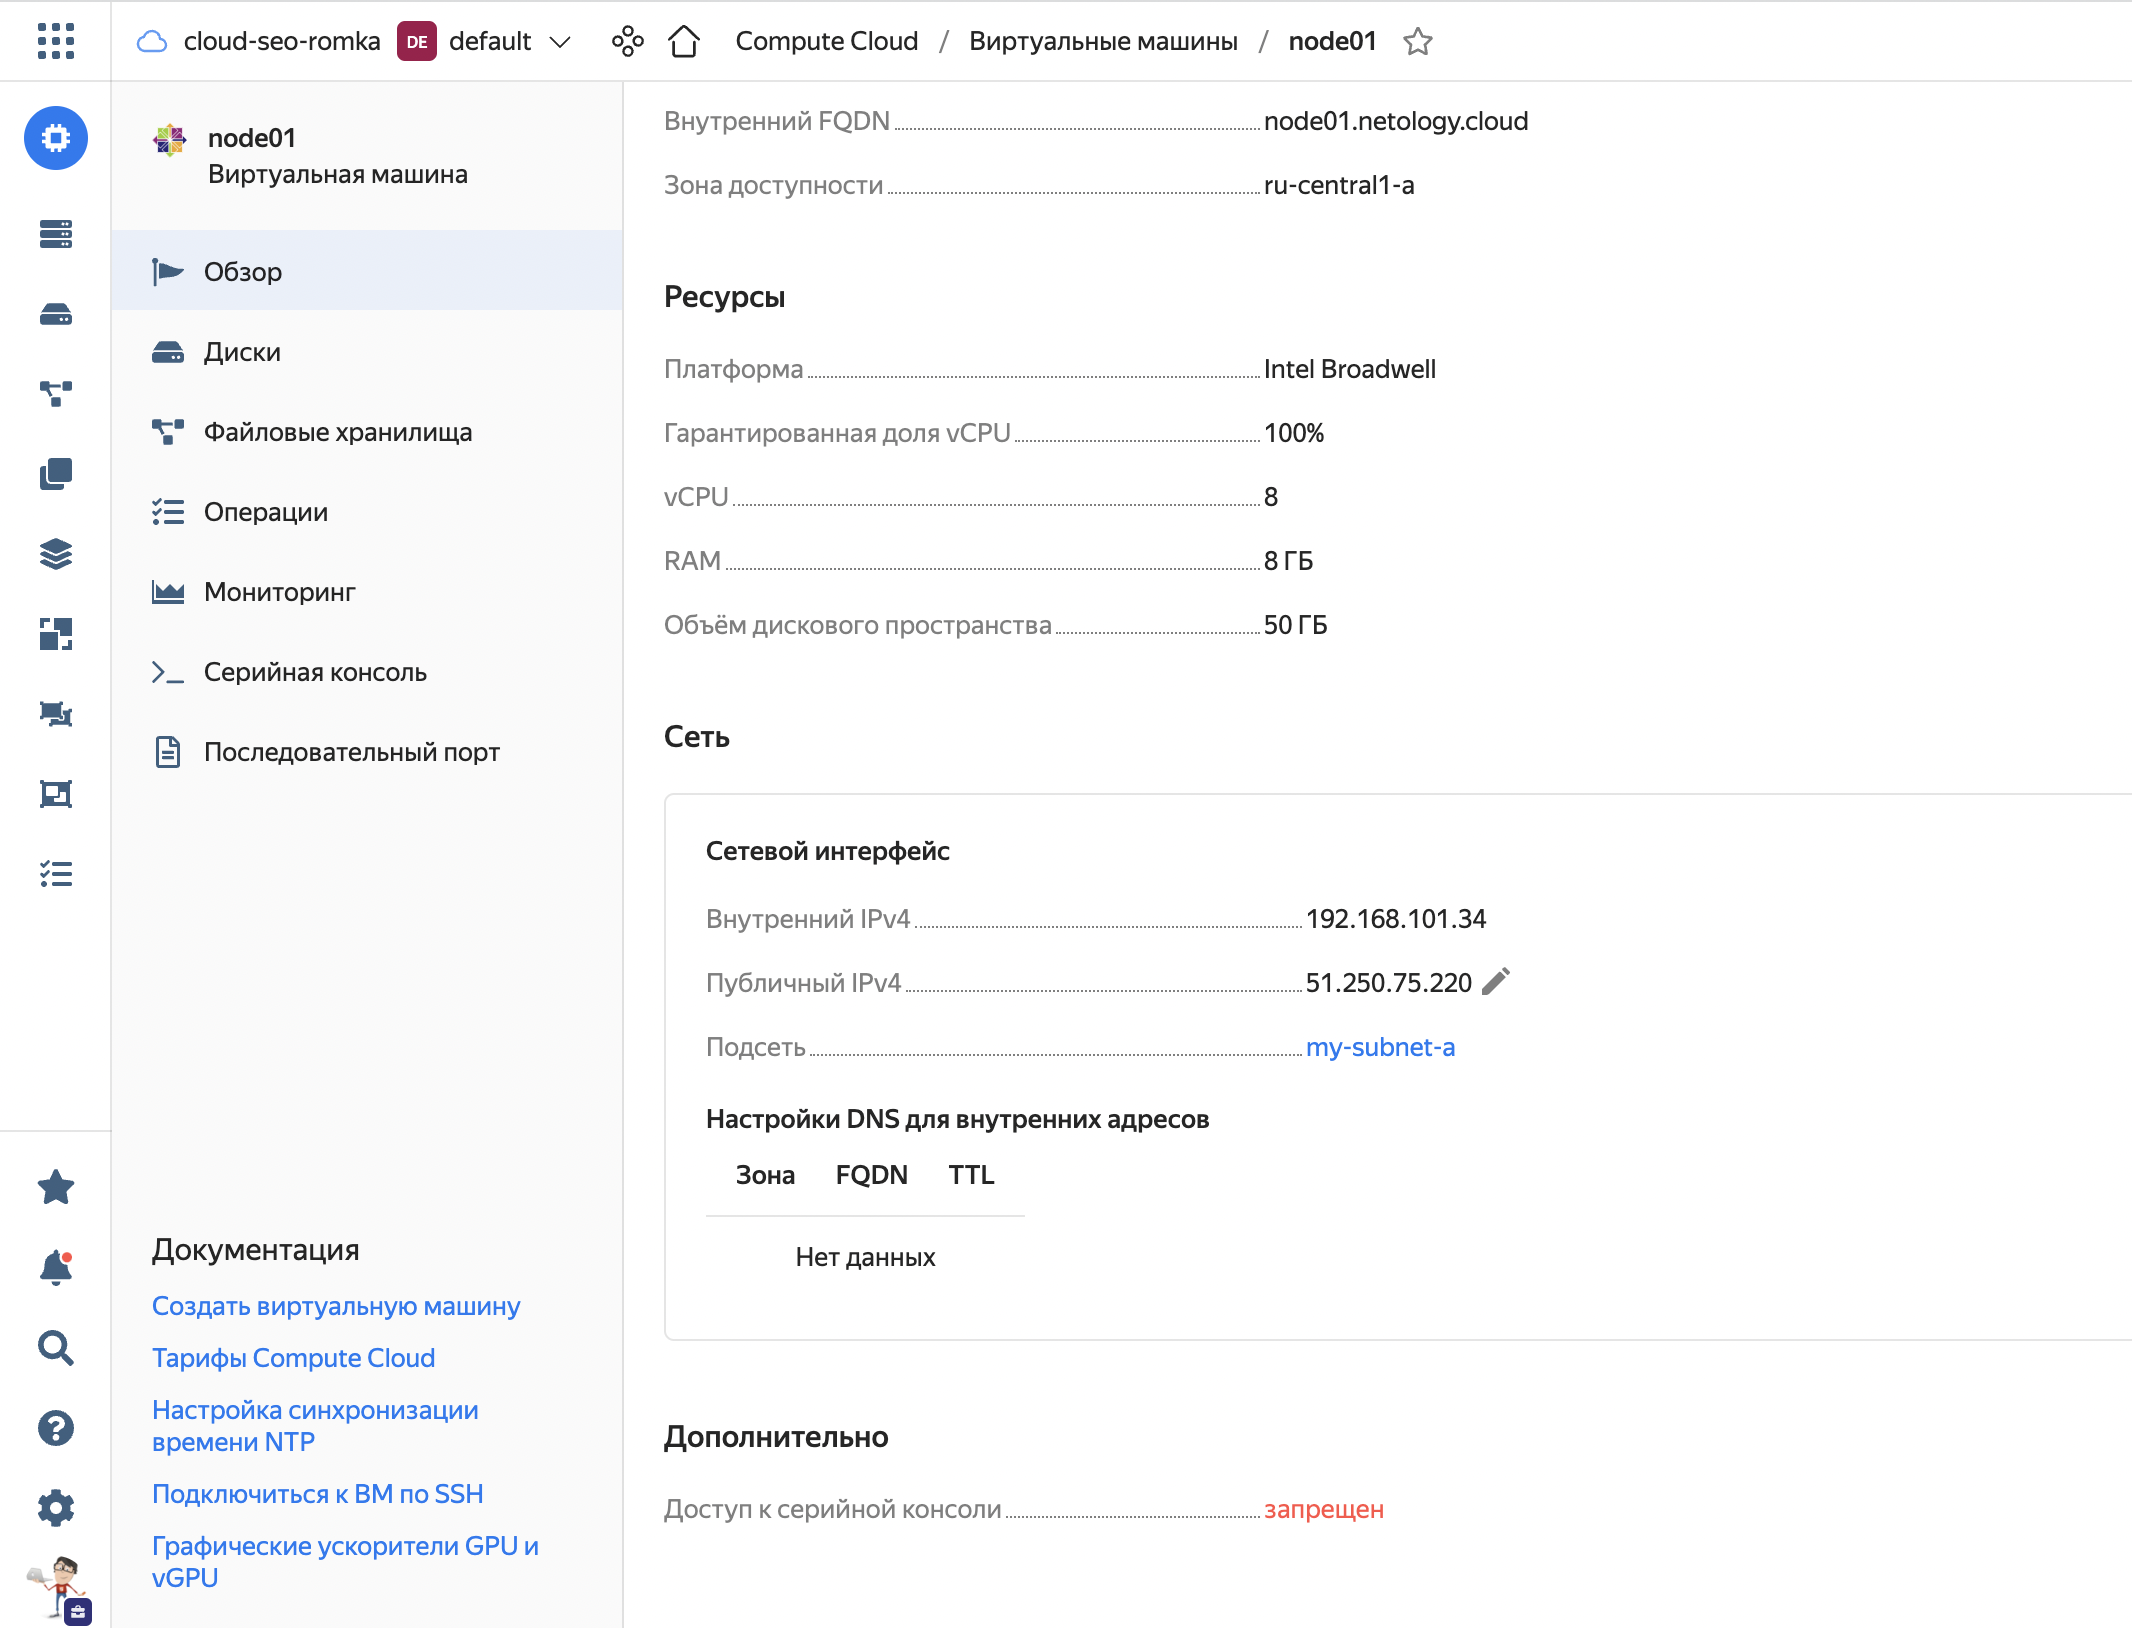 cloud-seo-romka DE default Compute Cloud / Виртуальные машины / node01
node01
Виртуальная машина
Обзор
Диски
Файловые хранилища
Операции
Мониторинг
Серийная консоль
Последовательный порт
Документация
Создать виртуальную машину
Тарифы Compute Cloud
Настройка синхронизации
времени NTP
Подключиться к ВМ по SSH
Графические ускорители GPU и
vGPU
Внутренний FQDN node01.netology.cloud
Зона доступности ru-central1-a
Ресурсы
Платформа Intel Broadwell
Гарантированная доля vCPU 100%
vCPU 8
RAM 8 ГБ
Объём дискового пространства 50 ГБ
Сеть
Сетевой интерфейс
Внутренний IPv4 192.168.101.34
Публичный IPv4 51.250.75.220
Подсеть my-subnet-a
Настройки DNS для внутренних адресов
Зона FQDN TTL
Нет данных
Дополнительно
Доступ к серийной консоли запрещен